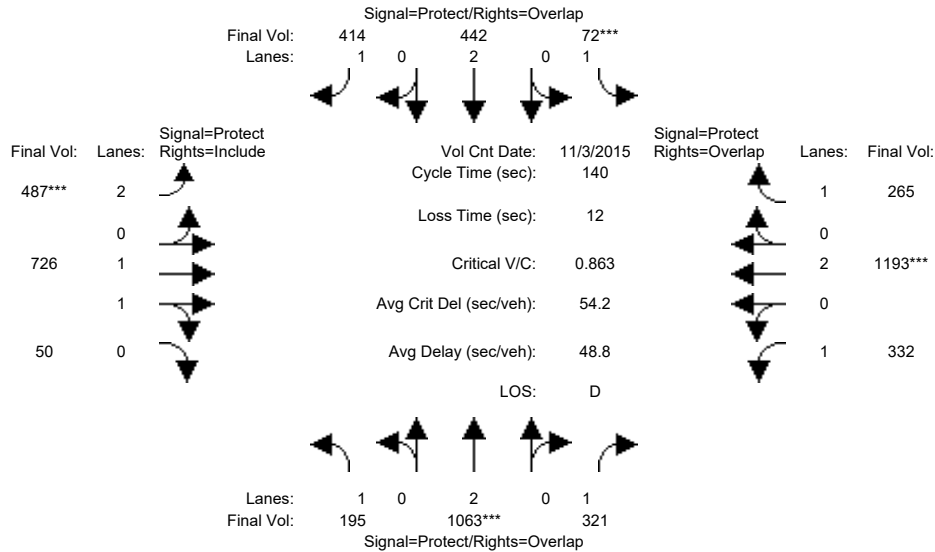 Signal=Protect/Rights=Overlap
Final Vol: 414 442 72***
Lanes: 1 0 2 0 1
Signal=Protect Signal=Protect
Final Vol: Lanes: Rights=Include Vol Cnt Date: 11/3/2015 Rights=Overlap Lanes: Final Vol:
Cycle Time (sec): 140
487*** 2 1 265
Loss Time (sec): 12
0 0
726 1 Critical V/C: 0.863 2 1193***
1 Avg Crit Del (sec/veh): 54.2 0
50 0 Avg Delay (sec/veh): 48.8 1 332
LOS: D
Lanes: 1 0 2 0 1
Final Vol: 195 1063*** 321
Signal=Protect/Rights=Overlap